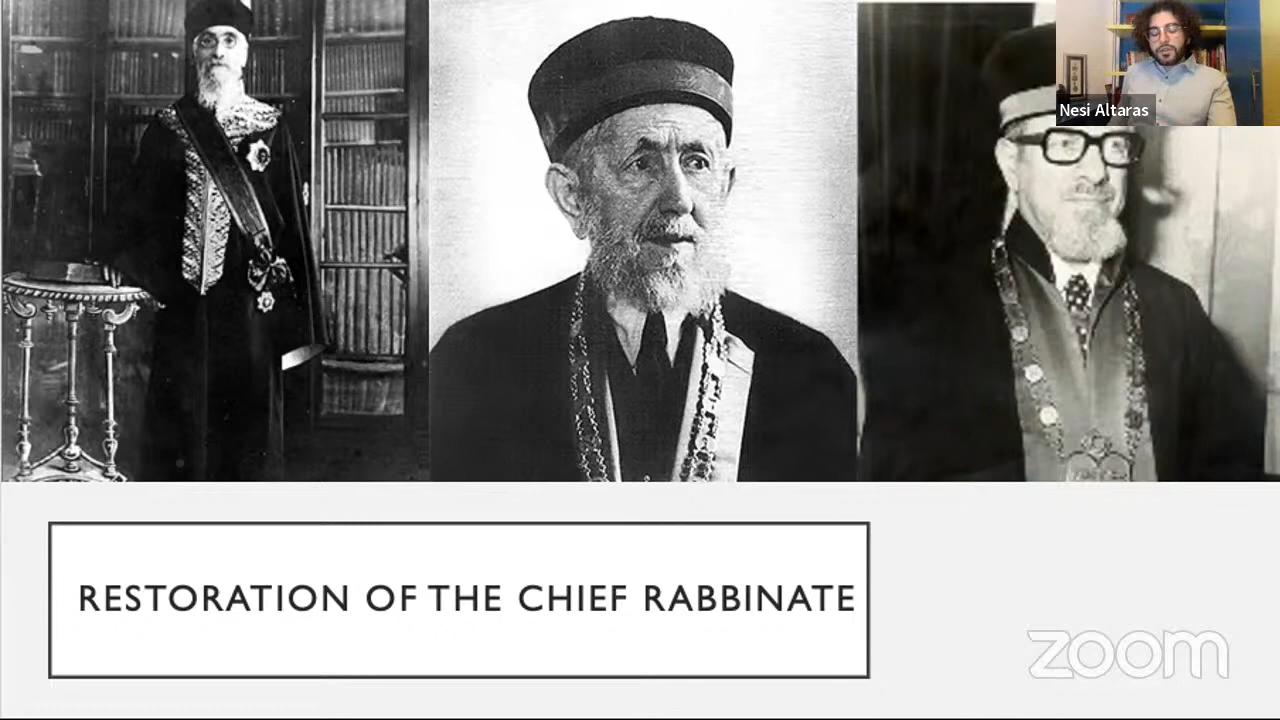 Nesi Altaras
RESTORATION OF THE CHIEF RABBINATE
zoom